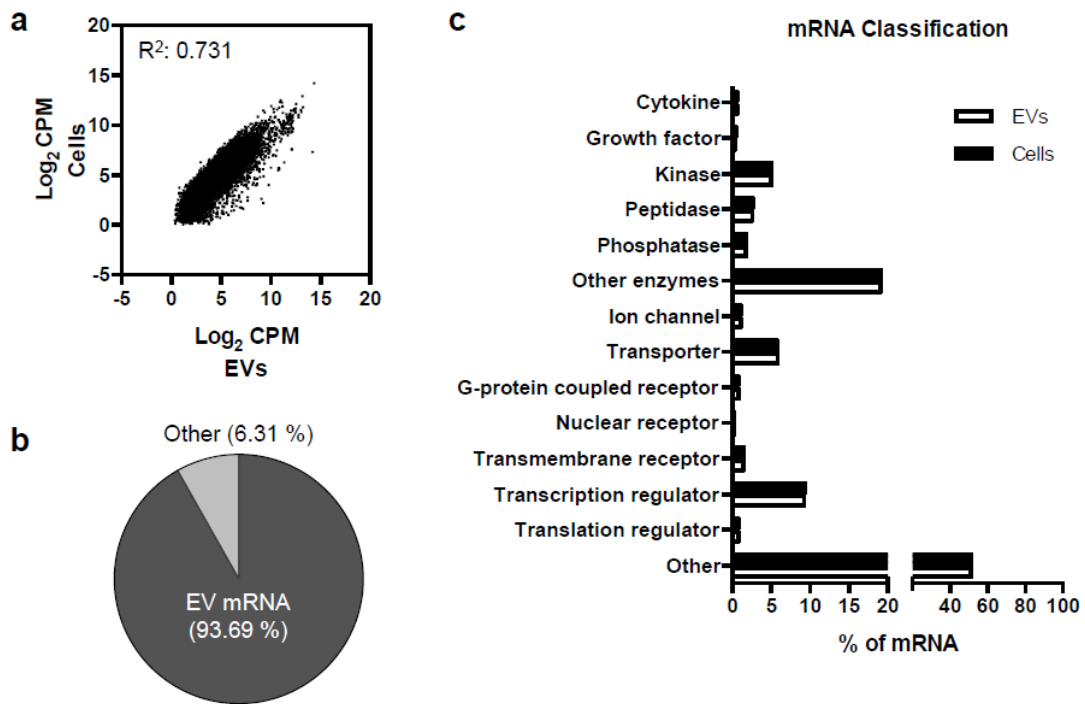 a
20
15
10
5
0
-5
R²: 0.731
Log₂ CPM
Cells
-5 0 5 10 15 20
Log₂ CPM
EVs
b
Other (6.31 %)
EV mRNA
(93.69 %)
c
mRNA Classification
EVs
Cells
Cytokine
Growth factor
Kinase
Peptidase
Phosphatase
Other enzymes
Ion channel
Transporter
G-protein coupled receptor
Nuclear receptor
Transmembrane receptor
Transcription regulator
Translation regulator
Other
0 5 10 15 20 40 60 80 100
% of mRNA